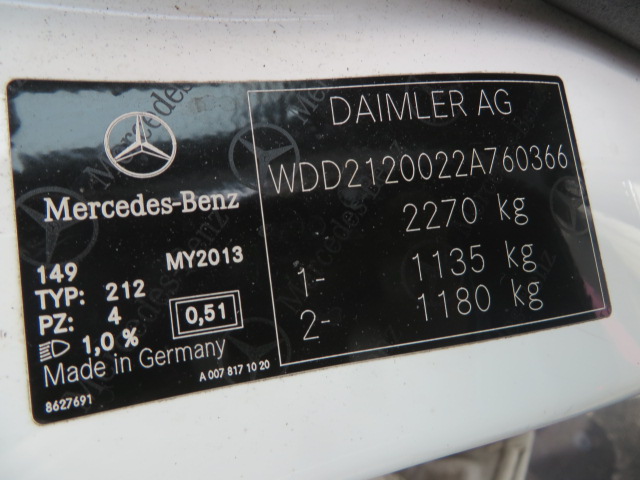 Mercedes-Benz
149 MY2013
TYP: 212
PZ: 4 0,51
1,0 %
Made in Germany
8627691 A 007 817 10 20
DAIMLER AG
WDD2120022A760366
2270 kg
1- 1135 kg
2- 1180 kg